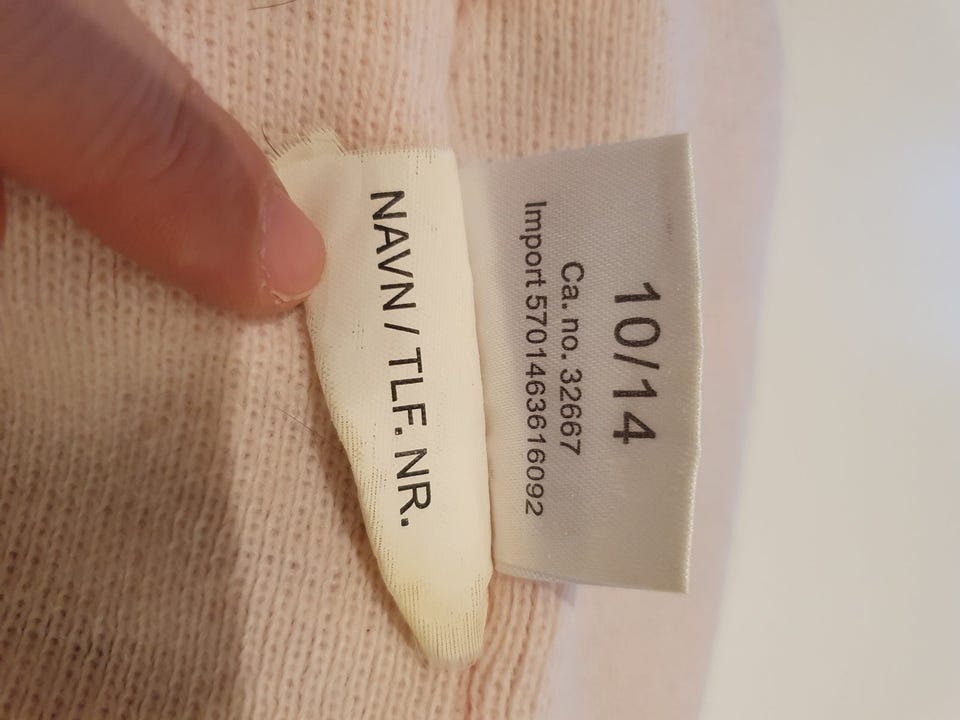 NAVN / TLF. NR.
10/14
Ca. no. 32667
Import 5701463616092